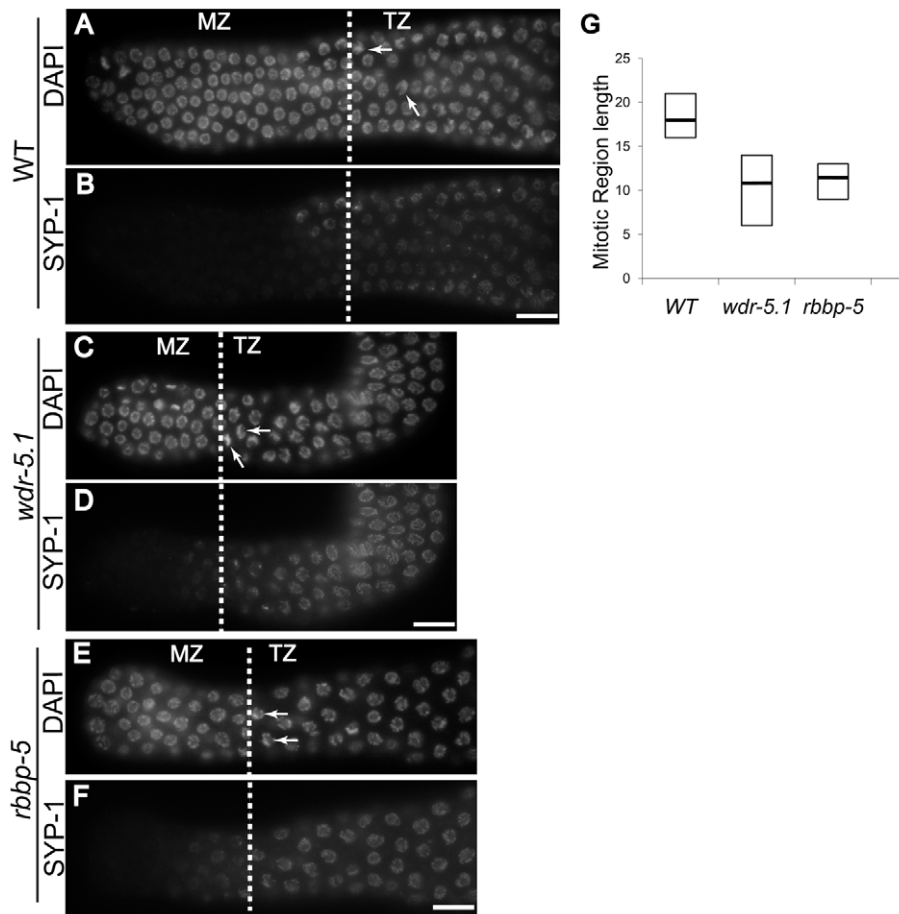 A
MZ
TZ
DAPI
B
SYP-1
WT
C
MZ
TZ
DAPI
D
SYP-1
wdr-5.1
E
MZ
TZ
DAPI
F
SYP-1
rbbp-5
G
Mitotic Region length
25
20
15
10
5
0
WT wdr-5.1 rbbp-5